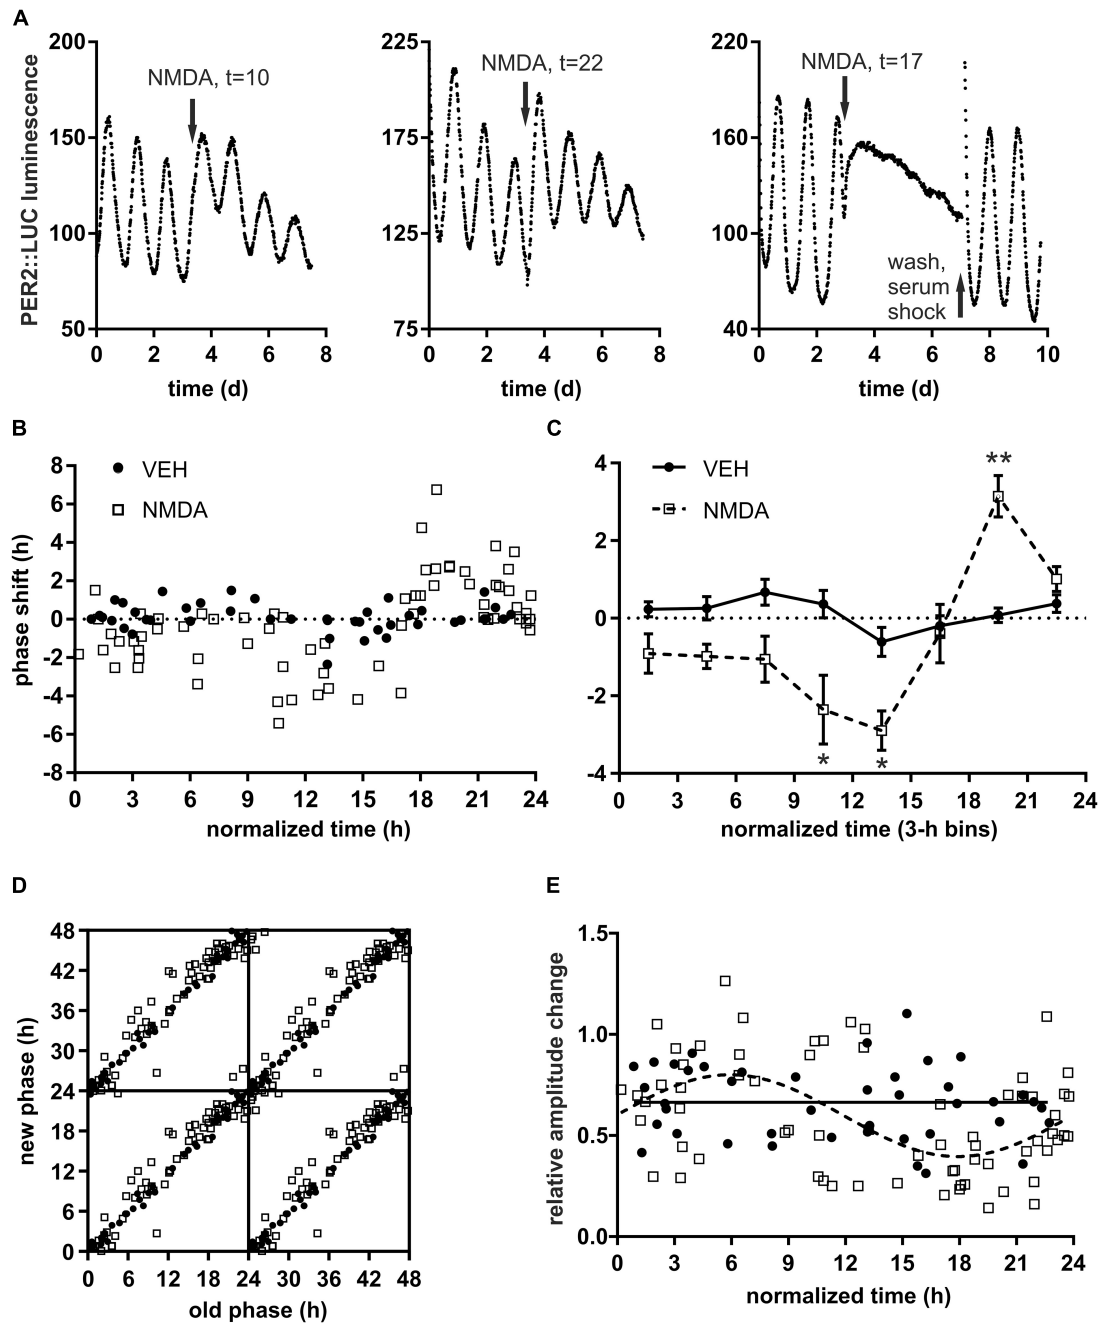 A
PER2::LUC luminescence
200
150
100
50
NMDA, t=10
0 2 4 6 8
time (d)
225
175
125
75
NMDA, t=22
0 2 4 6 8
time (d)
220
160
100
40
NMDA, t=17
wash,
serum
shock
0 2 4 6 8 10
time (d)
B
phase shift (h)
8
6
4
2
0
-2
-4
-6
-8
VEH
NMDA
0 3 6 9 12 15 18 21 24
normalized time (h)
C
4
2
0
-2
-4
VEH
NMDA
**
* *
0 3 6 9 12 15 18 21 24
normalized time (3-h bins)
D
new phase (h)
48
42
36
30
24
18
12
6
0
0 6 12 18 24 30 36 42 48
old phase (h)
E
relative amplitude change
1.5
1.0
0.5
0.0
0 3 6 9 12 15 18 21 24
normalized time (h)